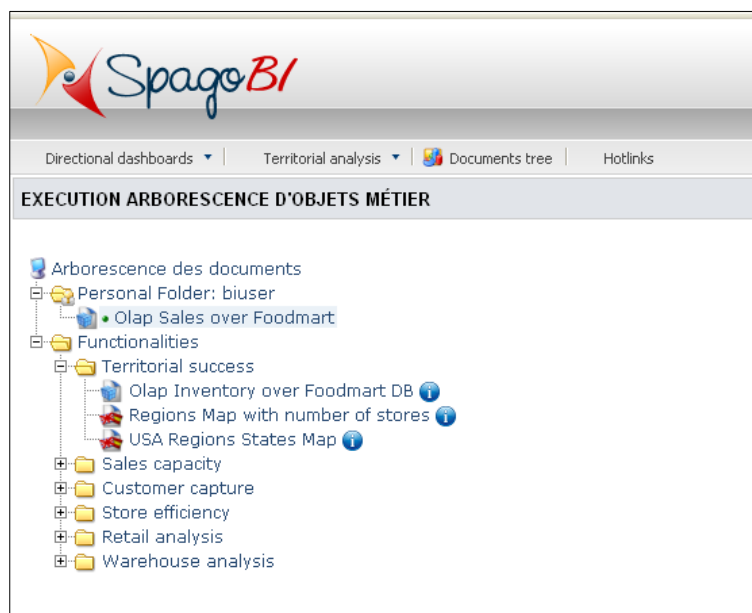 SpagoBI
Directional dashboards Territorial analysis Documents tree Hotlinks
EXECUTION ARBORESCENCE D'OBJETS MÉTIER
Arborescence des documents
Personal Folder: biuser
Olap Sales over Foodmart
Functionalities
Territorial success
Olap Inventory over Foodmart DB
Regions Map with number of stores
USA Regions States Map
Sales capacity
Customer capture
Store efficiency
Retail analysis
Warehouse analysis